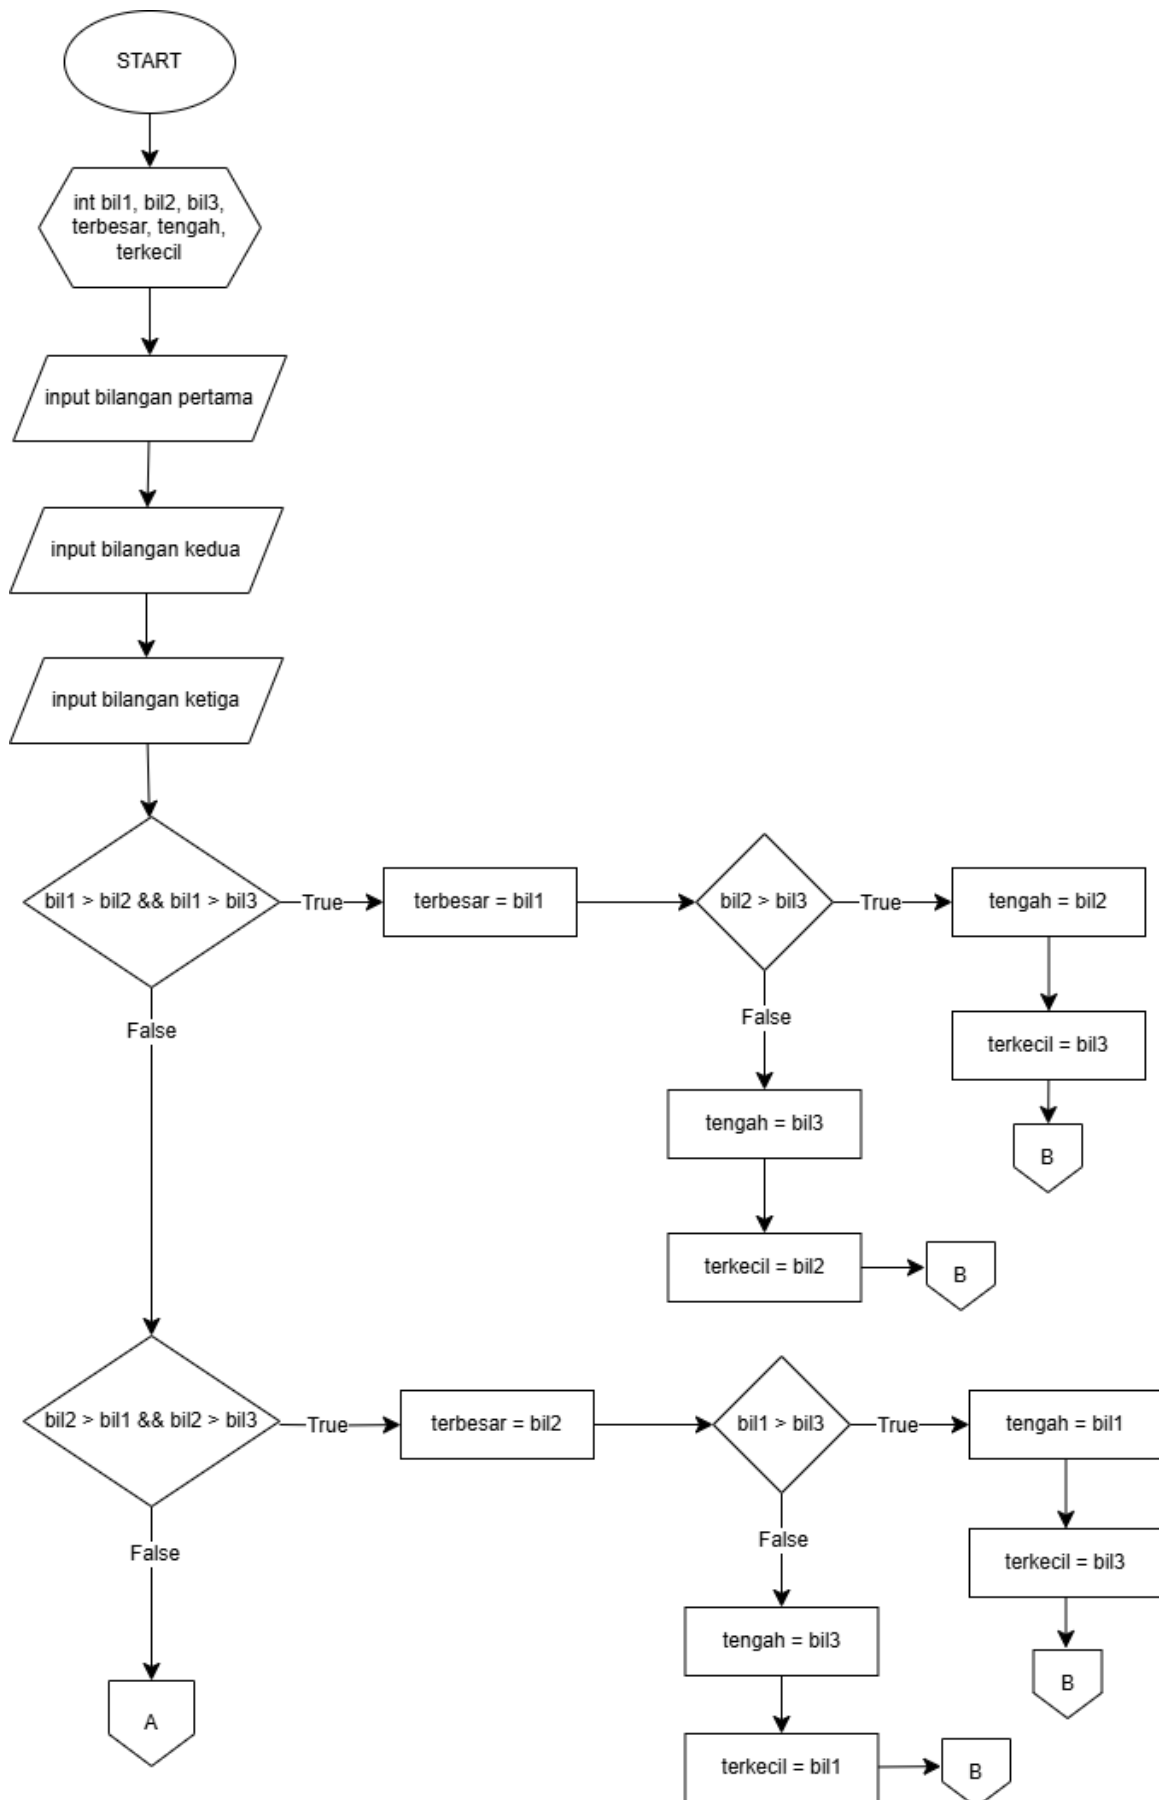 START
int bil1, bil2, bil3,
terbesar, tengah,
terkecil
input bilangan pertama
input bilangan kedua
input bilangan ketiga
bil1 > bil2 && bil1 > bil3
True
terbesar = bil1
bil2 > bil3
True
tengah = bil2
False
False
terkecil = bil3
tengah = bil3
B
terkecil = bil2
B
bil2 > bil1 && bil2 > bil3
True
terbesar = bil2
bil1 > bil3
True
tengah = bil1
False
False
terkecil = bil3
tengah = bil3
B
A
terkecil = bil1
B